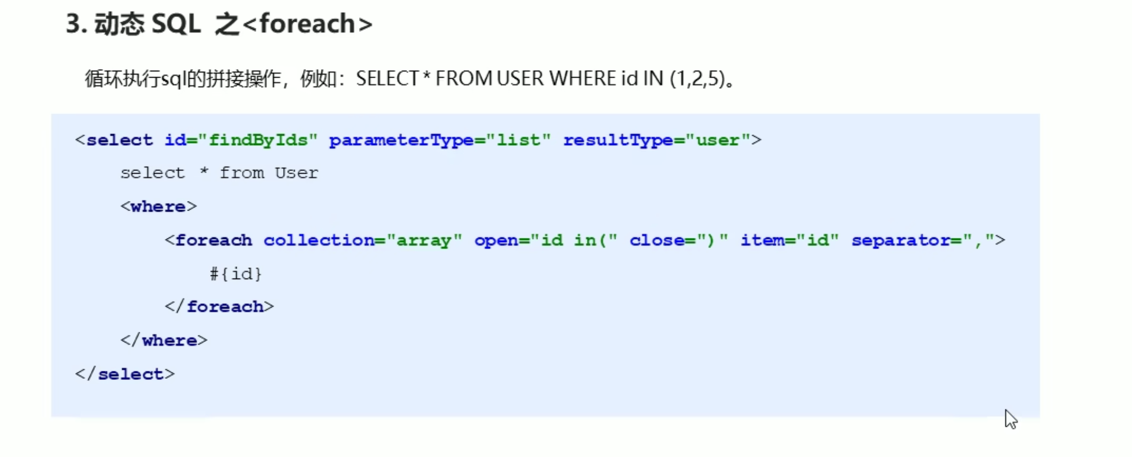 3. 动态 SQL 之<foreach>
循环执行sql的拼接操作，例如：SELECT * FROM USER WHERE id IN (1,2,5)。
<select id="findByIds" parameterType="list" resultType="user">
select * from User
<where>
<foreach collection="array" open="id in(" close=")" item="id" separator=",">
#{id}
</foreach>
</where>
</select>